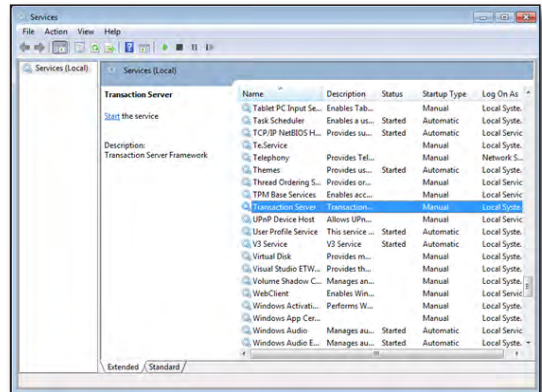 Services
File Action View Help
Services (Local)
Services (Local)
Transaction Server
Start the service
Description:
Transaction Server Framework
Name Description Status Startup Type Log On As
Tablet PC Input Se... Enables Tab... Manual Local Syste.
Task Scheduler Enables a us... Started Automatic Local Syste.
TCP/IP NetBIOS H... Provides su... Started Automatic Local Servic
Te.Service Manual Local Syste.
Telephony Provides Tel... Manual Network S...
Themes Provides us... Started Automatic Local Syste.
Thread Ordering S... Provides or... Manual Local Servic
TPM Base Services Enables acc... Manual Local Servic
Transaction Server Transaction... Manual Local Syste.
UPnP Device Host Allows UPn... Manual Local Servic
User Profile Service This service ... Started Automatic Local Syste.
V3 Service V3 Service Started Automatic Local Syste.
Virtual Disk Provides m... Manual Local Syste.
Visual Studio ETW... Provides th... Manual Local Syste.
Volume Shadow C... Manages an... Manual Local Syste.
WebClient Enables Win... Manual Local Servic
Windows Activati... Performs W... Manual Local Syste.
Windows App Cer... Manual Local Syste.
Windows Audio Manages au... Started Automatic Local Servic
Windows Audio E... Manages au... Started Automatic Local Syste.
Extended Standard